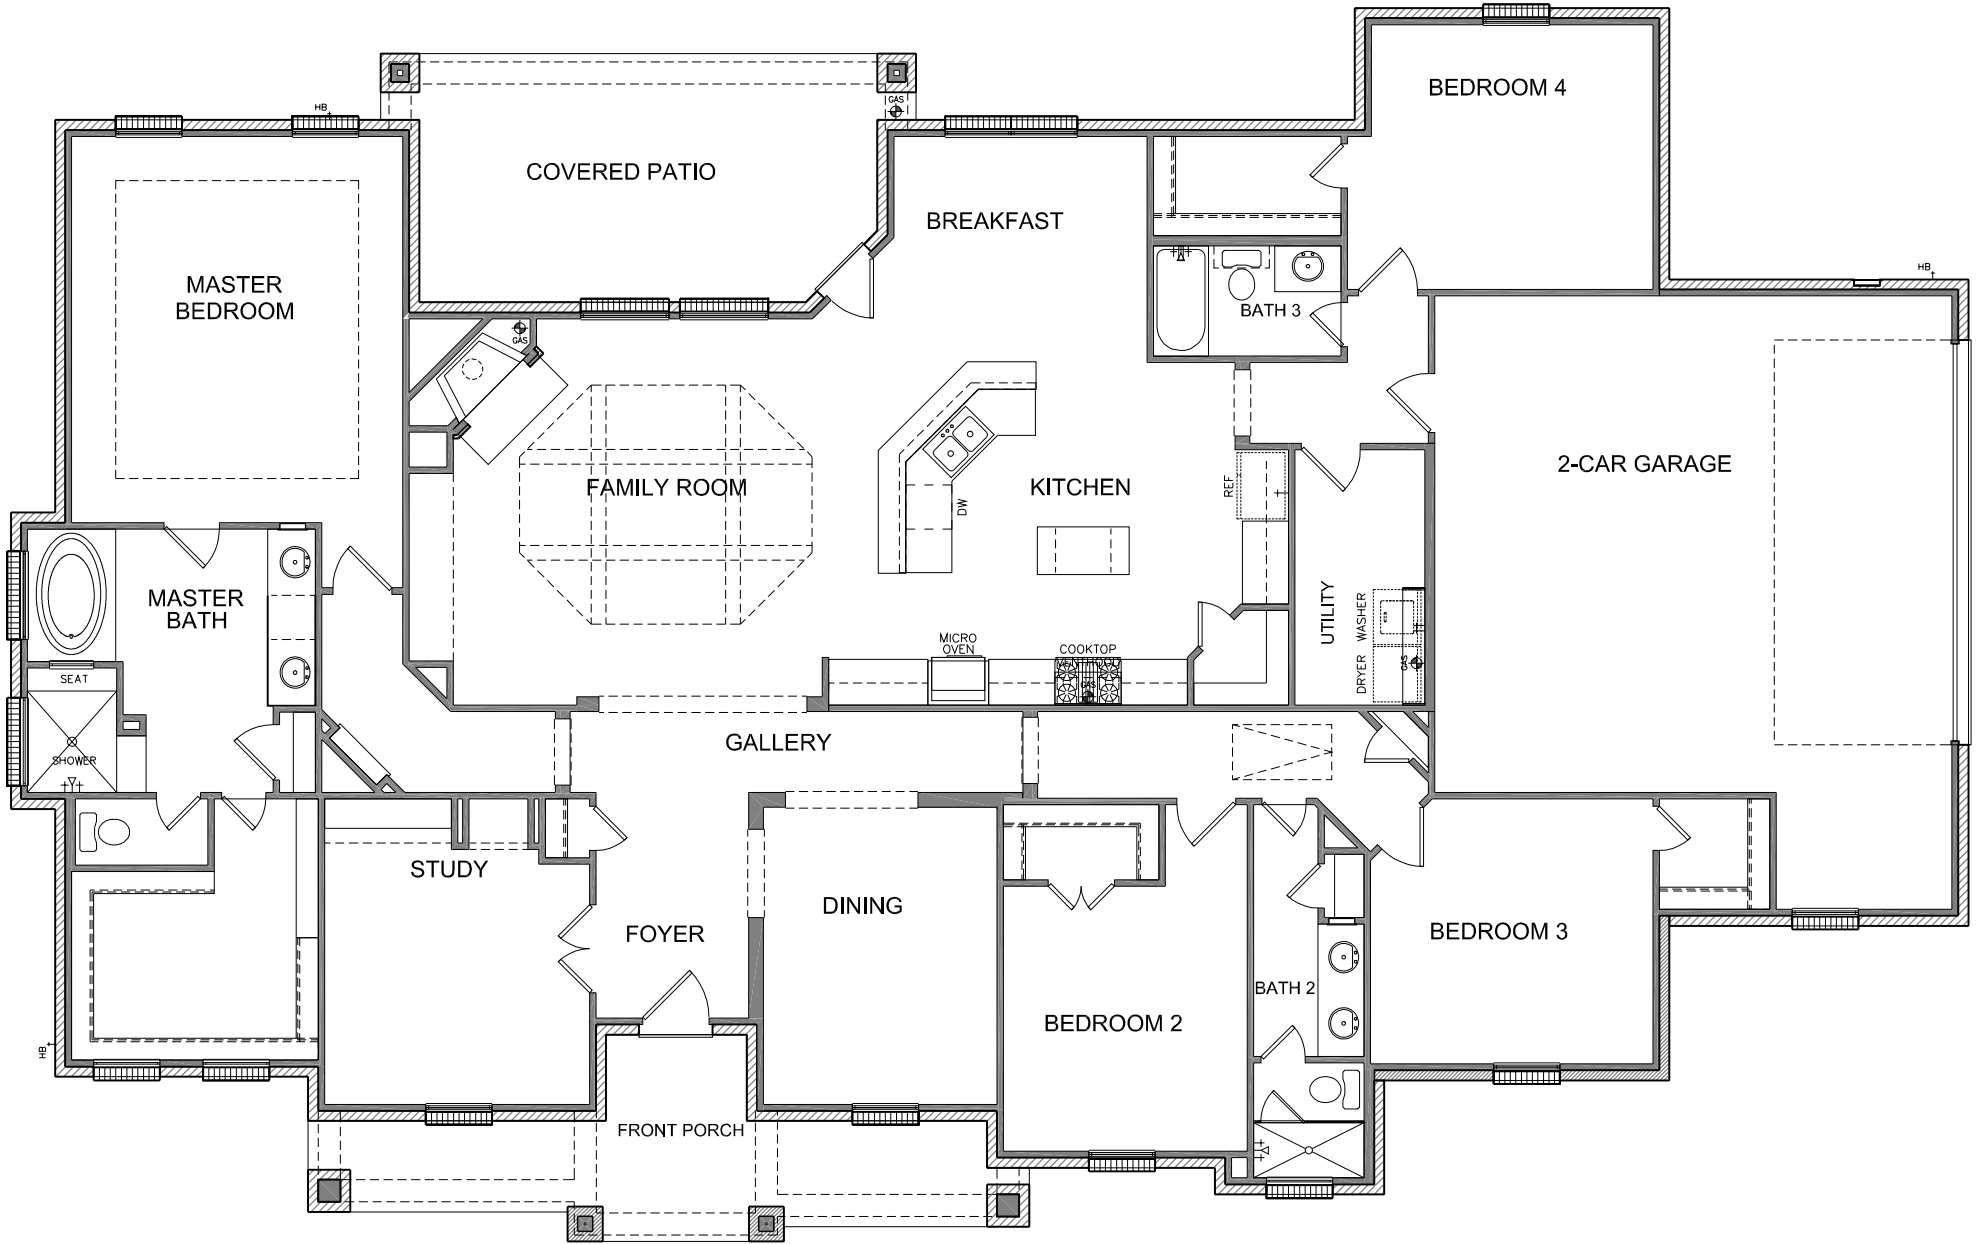 BEDROOM 4
HB
GAS
COVERED PATIO
BREAKFAST
HB
MASTER
BEDROOM
BATH 3
GAS
2-CAR GARAGE
FAMILY ROOM
KITCHEN
REF
DW
MASTER
BATH
UTILITY
WASHER
DRYER
GAS
MICRO
OVEN
COOKTOP
GAS
SEAT
SHOWER
GALLERY
STUDY
DINING
FOYER
BEDROOM 3
BATH 2
BEDROOM 2
HB
FRONT PORCH